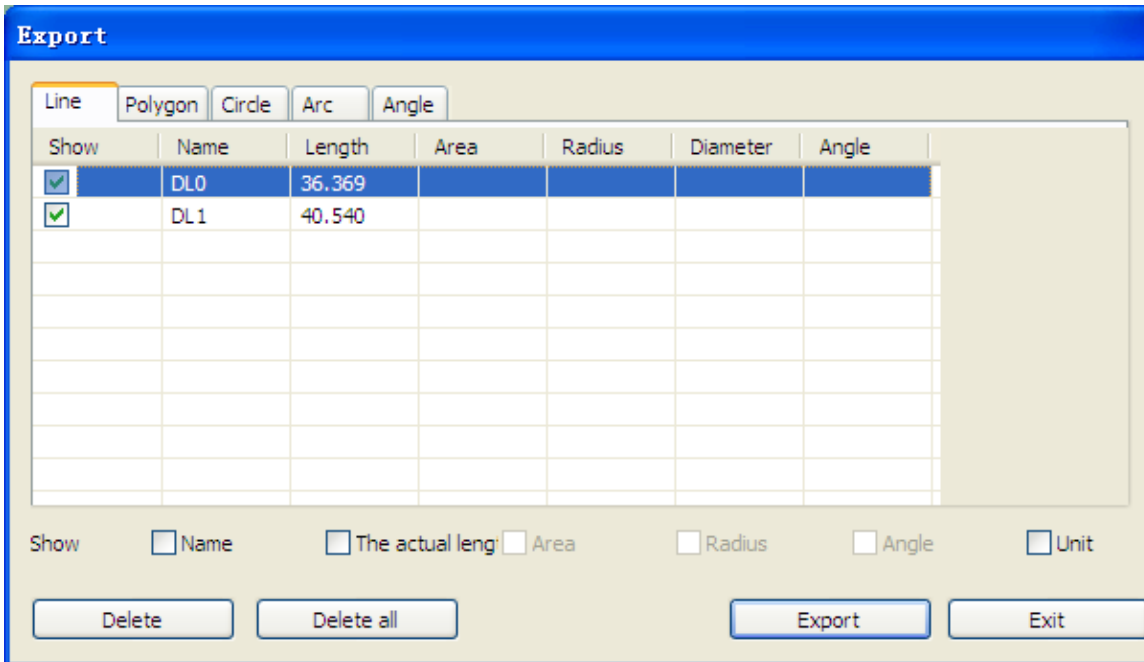 Export
Line Polygon Circle Arc Angle
Show Name Length Area Radius Diameter Angle
DL0 36.369
DL1 40.540
Show Name The actual leng Area Radius Angle Unit
Delete Delete all Export Exit